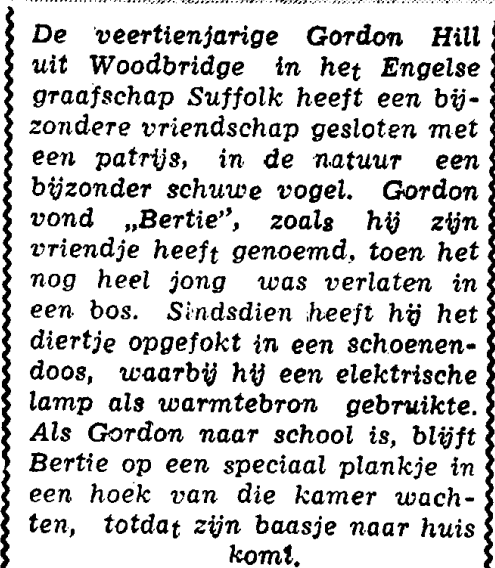 De veertienjarige Gordon Hill
uit Woodbridge in het Engelse
graafschap Suffolk heeft een bij-
zondere vriendschap gesloten met
een patrijs, in de natuur een
bijzonder schuwe vogel. Gordon
vond „Bertie”, zoals hij zijn
vriendje heeft genoemd, toen het
nog heel jong was verlaten in
een bos. Sindsdien heeft hij het
diertje opgefokt in een schoenen-
doos, waarbij hij een elektrische
lamp als warmtebron gebruikte.
Als Gordon naar school is, blijft
Bertie op een speciaal plankje in
een hoek van die kamer wach-
ten, totdat zijn baasje naar huis
komt.